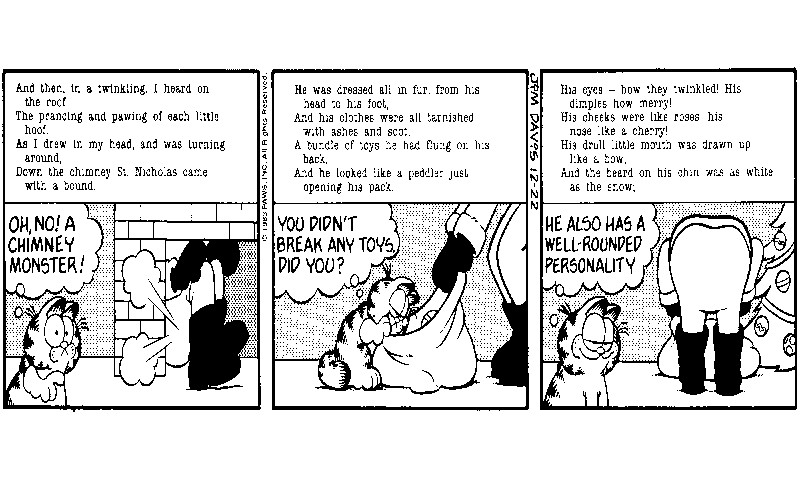 And then, in a twinkling, I heard on
the roof
The prancing and pawing of each little
hoof.
As I drew in my head, and was turning
around,
Down the chimney St. Nicholas came
with a bound.
OH, NO! A
CHIMNEY
MONSTER!
© 1983 PAWS, INC. All Rights Reserved.
He was dressed all in fur, from his
head to his foot,
And his clothes were all tarnished
with ashes and soot.
A bundle of toys he had flung on his
back,
And he looked like a peddler just
opening his pack.
YOU DIDN'T
BREAK ANY TOYS,
DID YOU?
JIM DAVIS 12-22
His eyes – how they twinkled! His
dimples how merry!
His cheeks were like roses, his
nose like a cherry!
His droll little mouth was drawn up
like a bow,
And the beard on his chin was as white
as the snow;
HE ALSO HAS A
WELL-ROUNDED
PERSONALITY